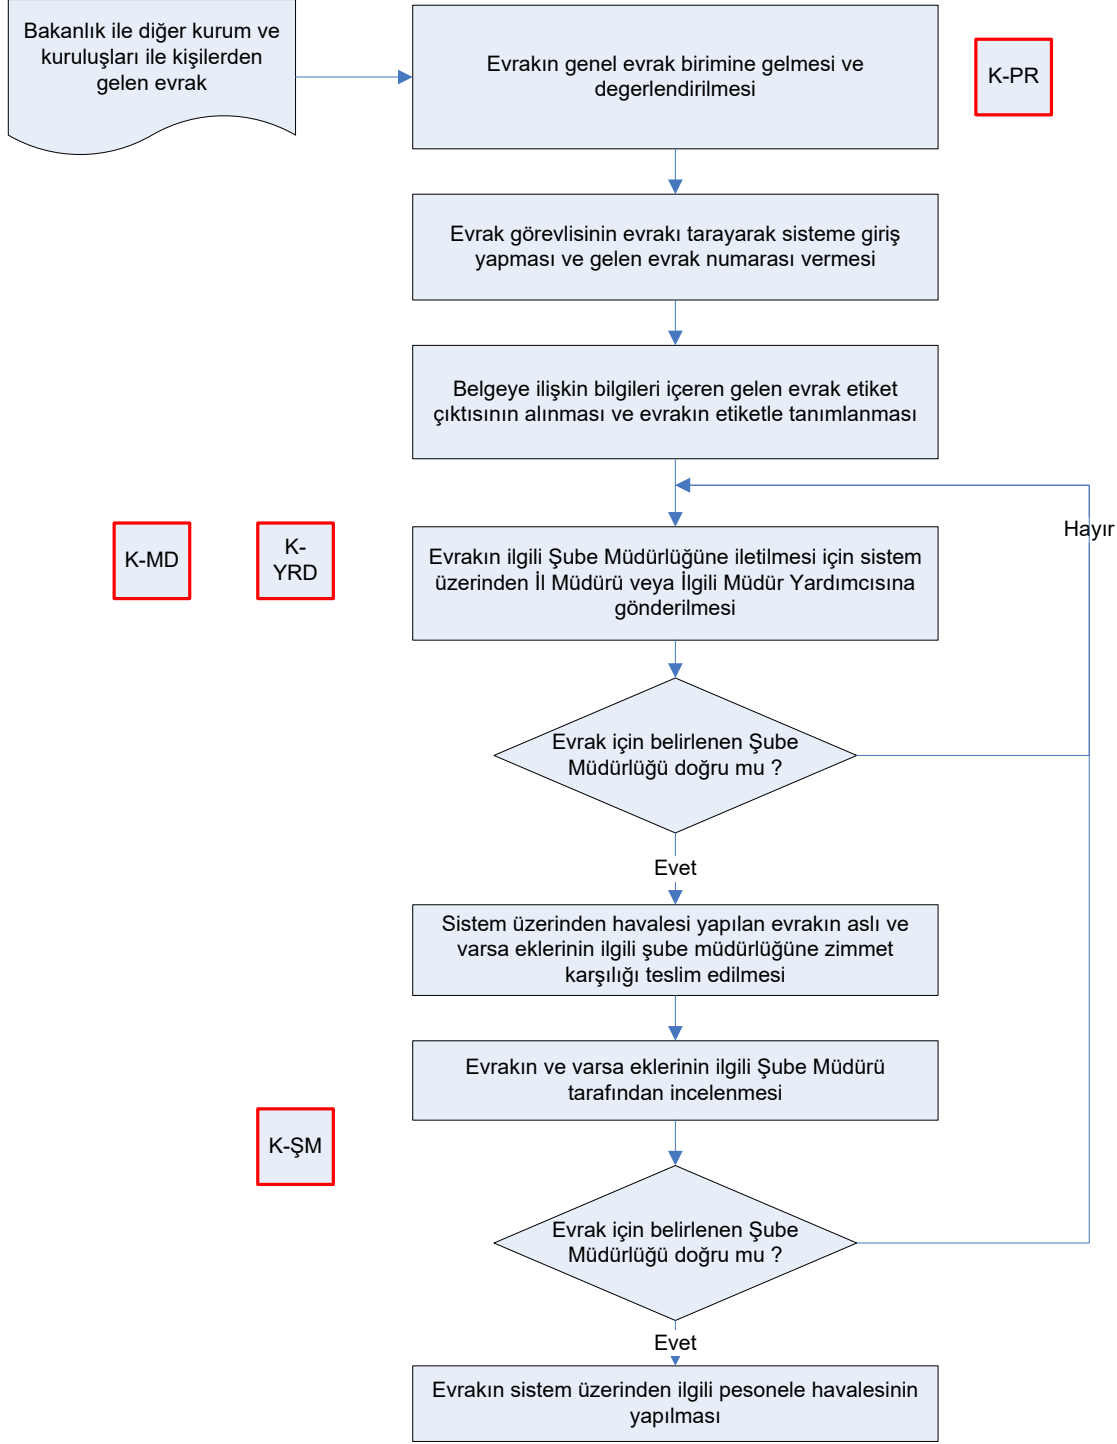 Bakanlık ile diğer kurum ve
kuruluşları ile kişilerden
gelen evrak
Evrakın genel evrak birimine gelmesi ve
degerlendirilmesi
K-PR
Evrak görevlisinin evrakı tarayarak sisteme giriş
yapması ve gelen evrak numarası vermesi
Belgeye ilişkin bilgileri içeren gelen evrak etiket
çıktısının alınması ve evrakın etiketle tanımlanması
Hayır
K-MD
K-
YRD
Evrakın ilgili Şube Müdürlüğüne iletilmesi için sistem
üzerinden İl Müdürü veya İlgili Müdür Yardımcısına
gönderilmesi
Evrak için belirlenen Şube
Müdürlüğü doğru mu ?
Evet
Sistem üzerinden havalesi yapılan evrakın aslı ve
varsa eklerinin ilgili şube müdürlüğüne zimmet
karşılığı teslim edilmesi
Evrakın ve varsa eklerinin ilgili Şube Müdürü
tarafından incelenmesi
K-ŞM
Evrak için belirlenen Şube
Müdürlüğü doğru mu ?
Evet
Evrakın sistem üzerinden ilgili pesonele havalesinin
yapılması